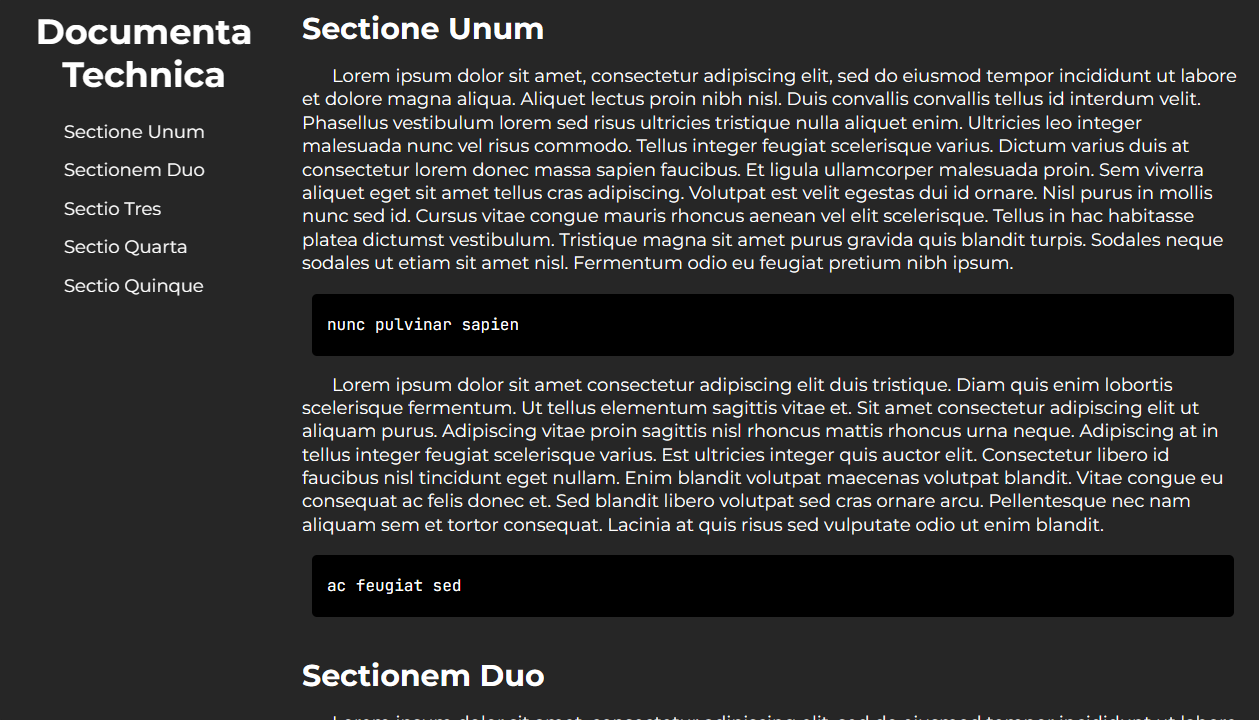 Documenta
Technica
Sectione Unum
Sectionem Duo
Sectio Tres
Sectio Quarta
Sectio Quinque
Sectione Unum
Lorem ipsum dolor sit amet, consectetur adipiscing elit, sed do eiusmod tempor incididunt ut labore
et dolore magna aliqua. Aliquet lectus proin nibh nisl. Duis convallis convallis tellus id interdum velit.
Phasellus vestibulum lorem sed risus ultricies tristique nulla aliquet enim. Ultricies leo integer
malesuada nunc vel risus commodo. Tellus integer feugiat scelerisque varius. Dictum varius duis at
consectetur lorem donec massa sapien faucibus. Et ligula ullamcorper malesuada proin. Sem viverra
aliquet eget sit amet tellus cras adipiscing. Volutpat est velit egestas dui id ornare. Nisl purus in mollis
nunc sed id. Cursus vitae congue mauris rhoncus aenean vel elit scelerisque. Tellus in hac habitasse
platea dictumst vestibulum. Tristique magna sit amet purus gravida quis blandit turpis. Sodales neque
sodales ut etiam sit amet nisl. Fermentum odio eu feugiat pretium nibh ipsum.
nunc pulvinar sapien
Lorem ipsum dolor sit amet consectetur adipiscing elit duis tristique. Diam quis enim lobortis
scelerisque fermentum. Ut tellus elementum sagittis vitae et. Sit amet consectetur adipiscing elit ut
aliquam purus. Adipiscing vitae proin sagittis nisl rhoncus mattis rhoncus urna neque. Adipiscing at in
tellus integer feugiat scelerisque varius. Est ultricies integer quis auctor elit. Consectetur libero id
faucibus nisl tincidunt eget nullam. Enim blandit volutpat maecenas volutpat blandit. Vitae congue eu
consequat ac felis donec et. Sed blandit libero volutpat sed cras ornare arcu. Pellentesque nec nam
aliquam sem et tortor consequat. Lacinia at quis risus sed vulputate odio ut enim blandit.
ac feugiat sed
Sectionem Duo